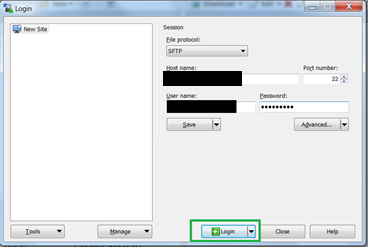 Login
New Site
Session
File protocol:
SFTP
Host name:
Port number:
22
User name:
Password:
•••••••••
Save
Advanced...
Tools
Manage
Login
Close
Help